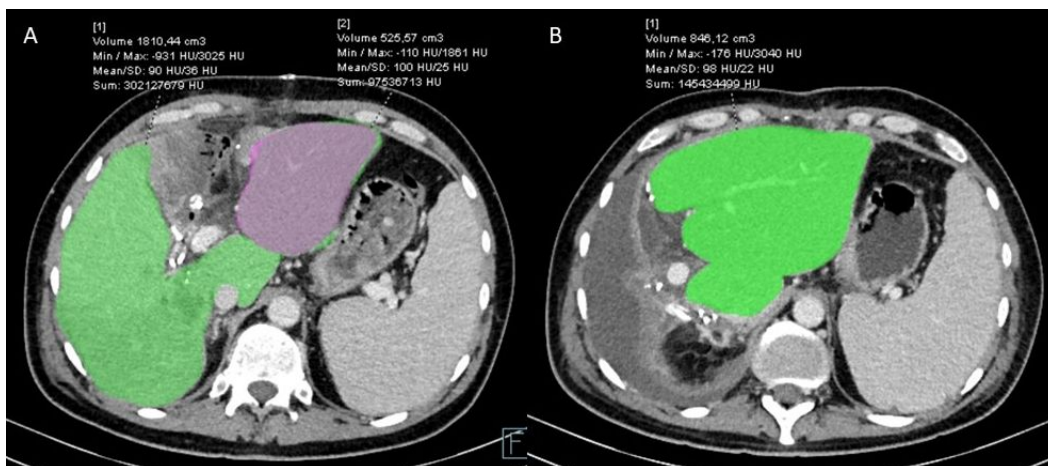 A
[1]
Volume 1810,44 cm3
Min / Max: -931 HU/3025 HU
Mean/SD: 90 HU/36 HU
Sum: 302127679 HU
[2]
Volume 525,57 cm3
Min / Max: -110 HU/1861 HU
Mean/SD: 100 HU/25 HU
Sum: 97536713 HU
F
B
[1]
Volume 846,12 cm3
Min / Max: -176 HU/3040 HU
Mean/SD: 98 HU/22 HU
Sum: 145434499 HU